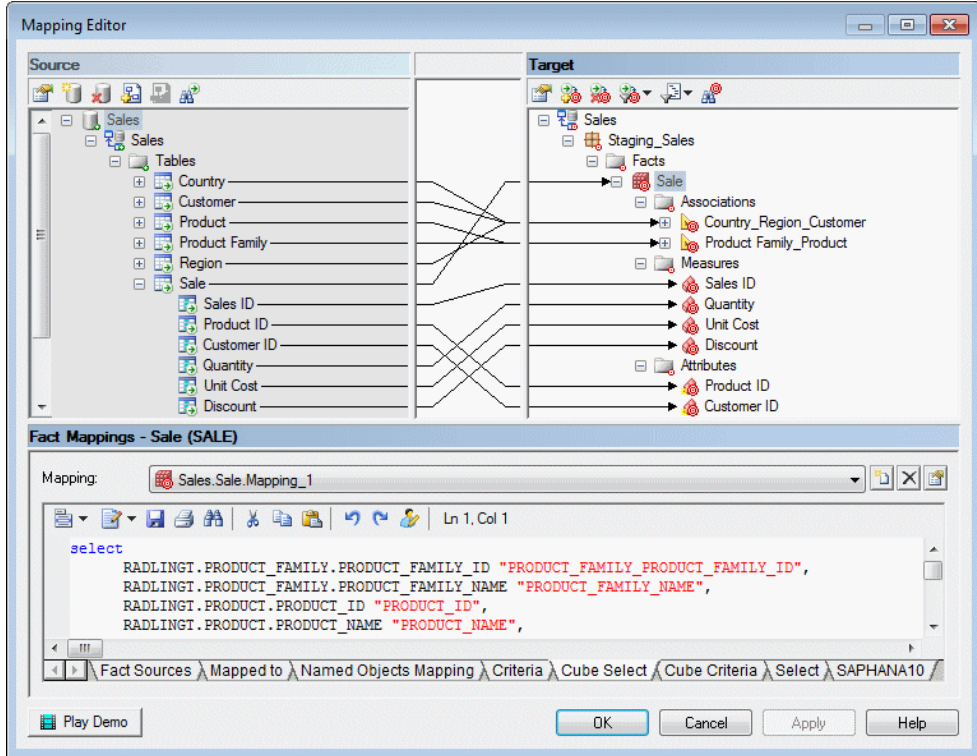 Mapping Editor
Source
Target
Sales
Sales
Tables
Country
Customer
Product
Product Family
Region
Sale
Sales ID
Product ID
Customer ID
Quantity
Unit Cost
Discount
Sales
Staging_Sales
Facts
Sale
Associations
Country_Region_Customer
Product Family_Product
Measures
Sales ID
Quantity
Unit Cost
Discount
Attributes
Product ID
Customer ID
Fact Mappings - Sale (SALE)
Mapping: Sales.Sale.Mapping_1
Ln 1, Col 1
select
RADLINGT.PRODUCT_FAMILY.PRODUCT_FAMILY_ID "PRODUCT_FAMILY_PRODUCT_FAMILY_ID",
RADLINGT.PRODUCT_FAMILY.PRODUCT_FAMILY_NAME "PRODUCT_FAMILY_NAME",
RADLINGT.PRODUCT.PRODUCT_ID "PRODUCT_ID",
RADLINGT.PRODUCT.PRODUCT_NAME "PRODUCT_NAME",
Fact Sources Mapped to Named Objects Mapping Criteria Cube Select Cube Criteria Select SAPHANA10
Play Demo OK Cancel Apply Help